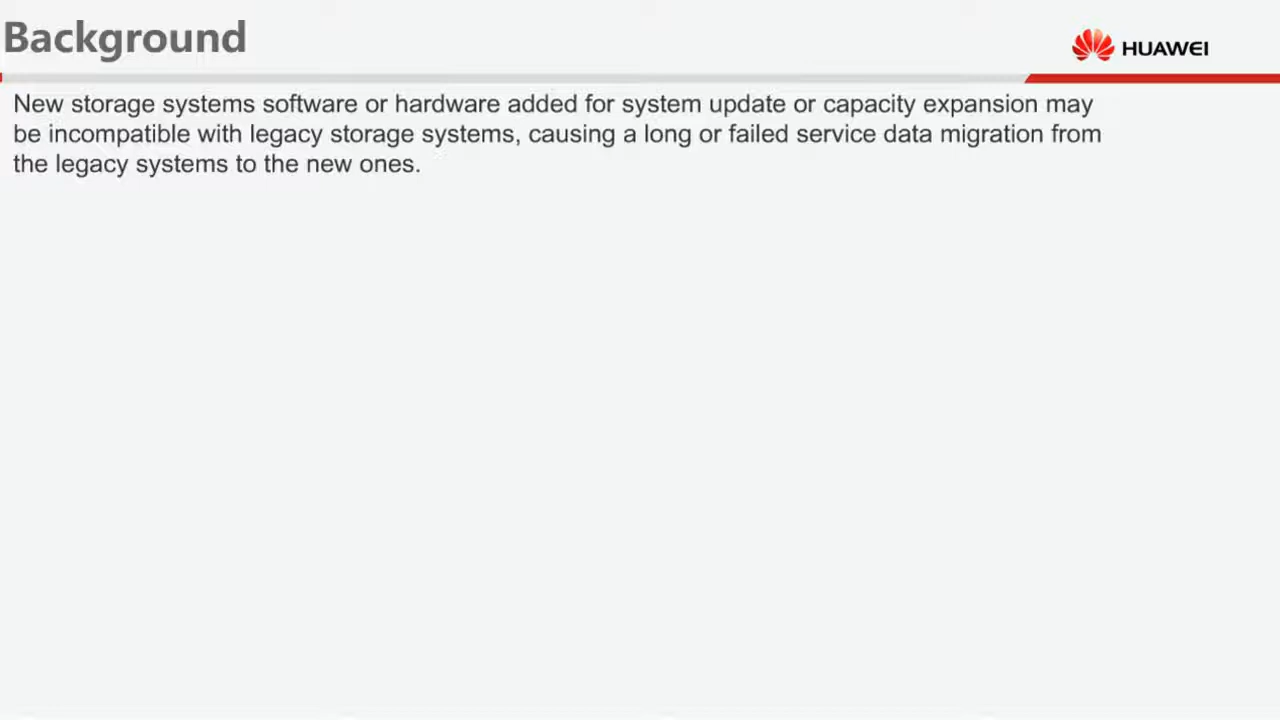 Background
HUAWEI
New storage systems software or hardware added for system update or capacity expansion may
be incompatible with legacy storage systems, causing a long or failed service data migration from
the legacy systems to the new ones.